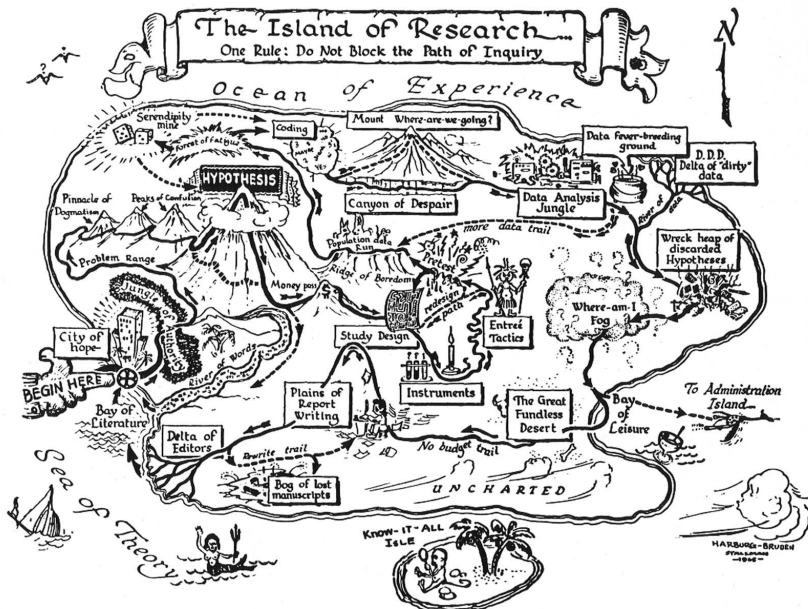 The Island of Research
One Rule: Do Not Block the Path of Inquiry
N
Ocean of Experience
Serendipity
mine
Coding
Mount Where-are-we-going?
Forest of Fatigue
Data Fever-breeding
ground
D.D.D.
Delta of "dirty"
data
HYPOTHESIS
Canyon of Despair
Data Analysis
Jungle
River of data
Pinnacle of
Dogmatism
Peaks of Confusion
Population data
Run
more data trail
Wreck heap of
discarded
Hypotheses
Problem Range
Ridge of Boredom
Pretest
Money pass
redesign
path
Where-am-I
Fog
Jungle of Authority
Entreé
Tactics
City of
hope
Study Design
River of Words
BEGIN HERE
Instruments
Plains of
Report
Writing
The Great
Fundless
Desert
Bay
of
Leisure
To Administration
Island
Bay of
Literature
Delta of
Editors
No budget trail
Rewrite trail
Bog of lost
manuscripts
UNCHARTED
Sea of Theory
KNOW-IT-ALL
ISLE
HARBURG-BRUDEN